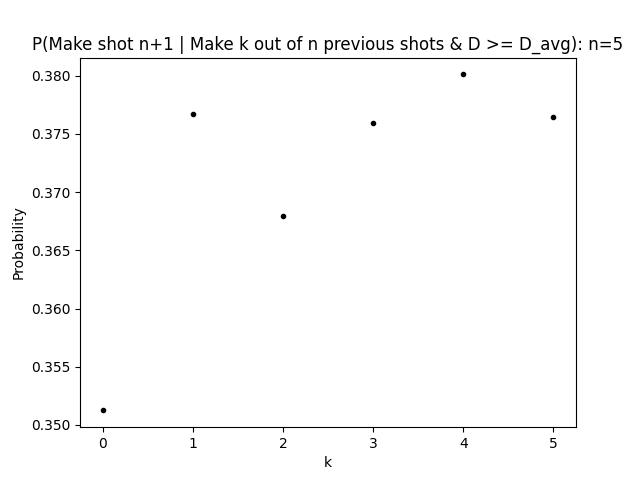 P(Make shot n+1 | Make k out of n previous shots & D >= D_avg): n=5
0.380
0.375
0.370
0.365
0.360
0.355
0.350
Probability
0 1 2 3 4 5
k